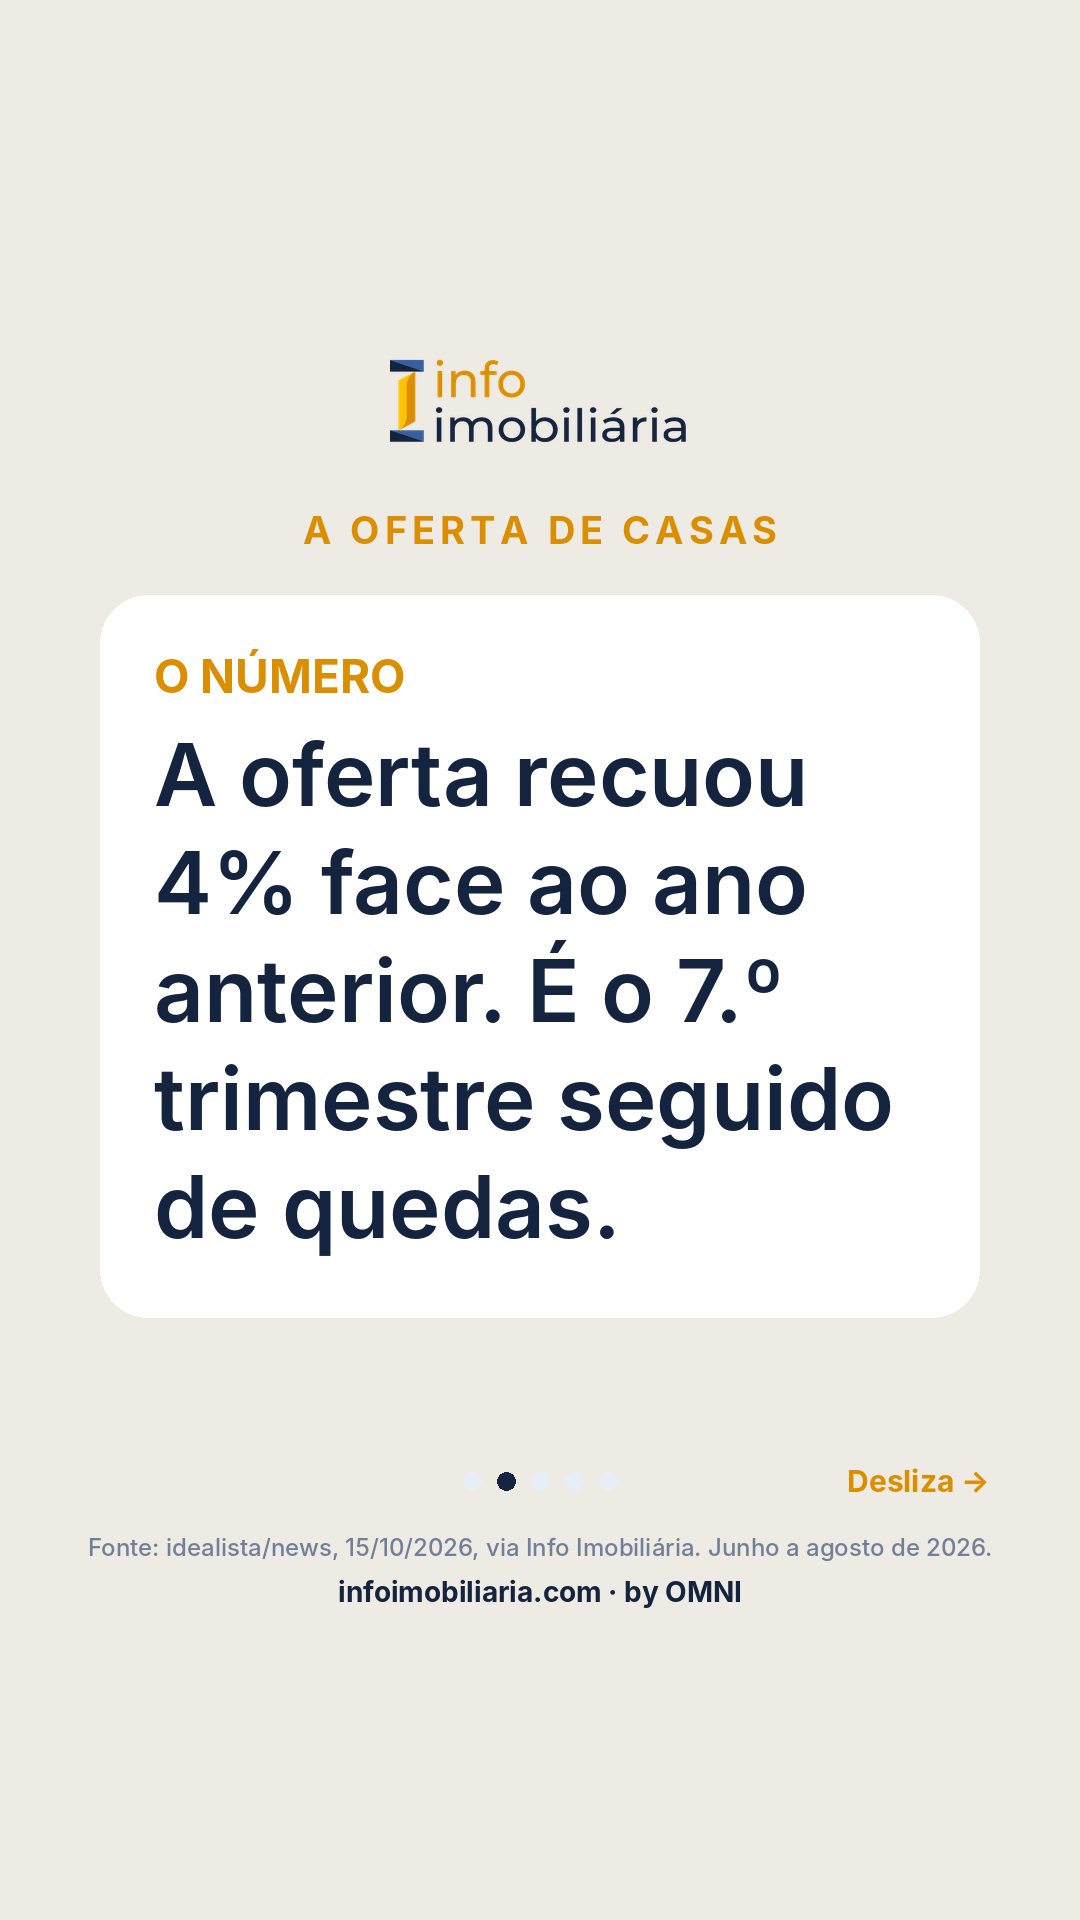 info
imobiliária
A OFERTA DE CASAS
O NÚMERO
A oferta recuou
4% face ao ano
anterior. É o 7.º
trimestre seguido
de quedas.
Desliza →
Fonte: idealista/news, 15/10/2026, via Info Imobiliária. Junho a agosto de 2026.
infoimobiliaria.com · by OMNI